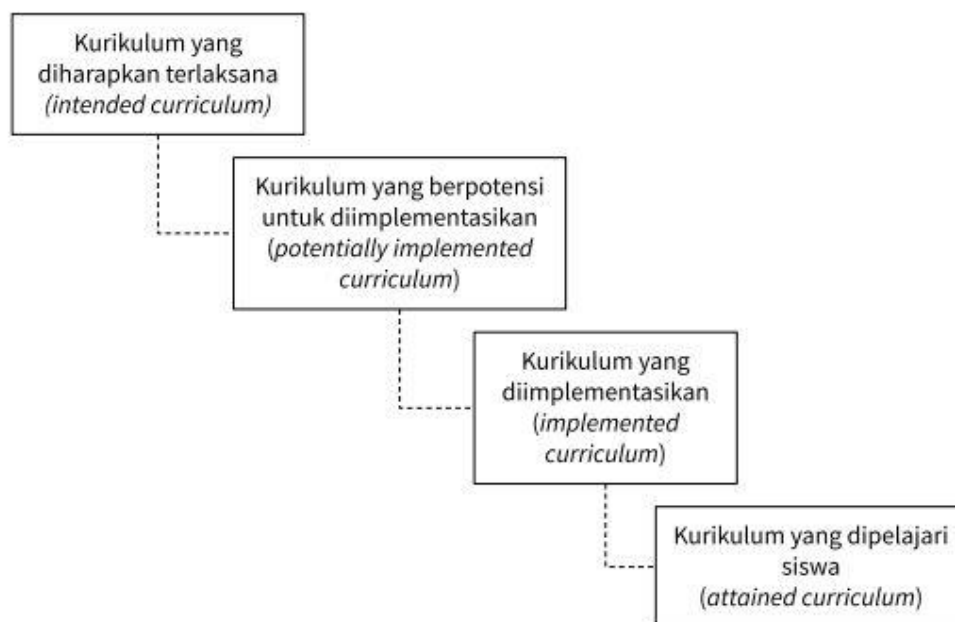 Kurikulum yang
diharapkan terlaksana
(intended curriculum)
Kurikulum yang berpotensi
untuk diimplementasikan
(potentially implemented
curriculum)
Kurikulum yang
diimplementasikan
(implemented
curriculum)
Kurikulum yang dipelajari
siswa
(attained curriculum)